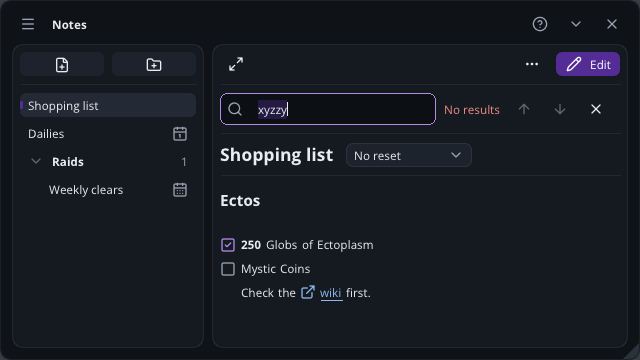 Notes
Edit
Shopping list
Dailies
Raids 1
Weekly clears
xyzzy No results
Shopping list No reset
Ectos
250 Globs of Ectoplasm
Mystic Coins
Check the wiki first.